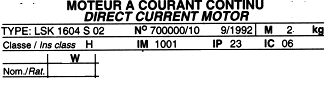 MOTEUR A COURANT CONTINU
DIRECT CURRENT MOTOR
TYPE: LSK 1604 S 02 Nº 700000/10 9/1992 M 2 kg
Classe / Ins class H IM 1001 IP 23 IC 06
W
Nom./Rat.